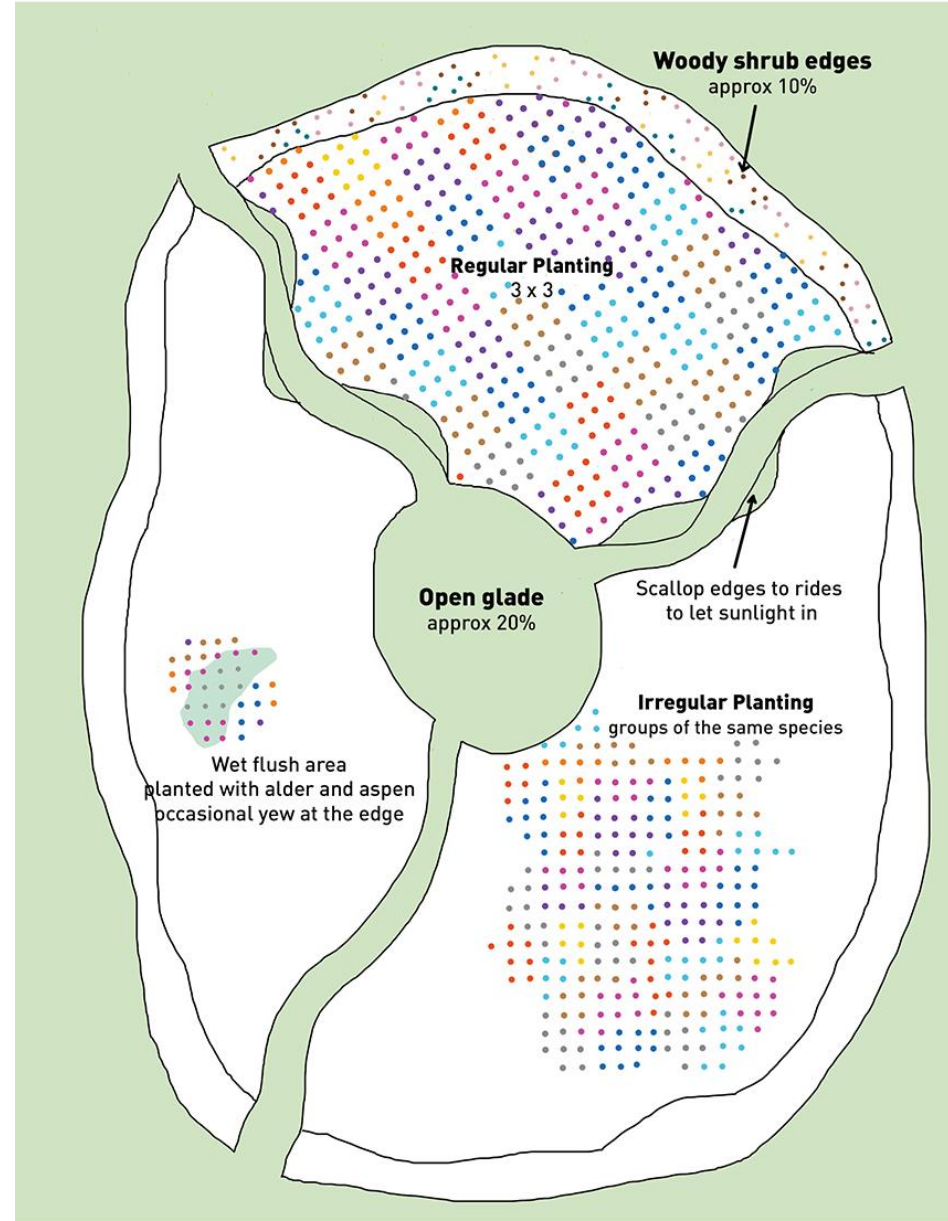 Woody shrub edges
approx 10%
Regular Planting
3 x 3
Scallop edges to rides
to let sunlight in
Open glade
approx 20%
Irregular Planting
groups of the same species
Wet flush area
planted with alder and aspen
occasional yew at the edge